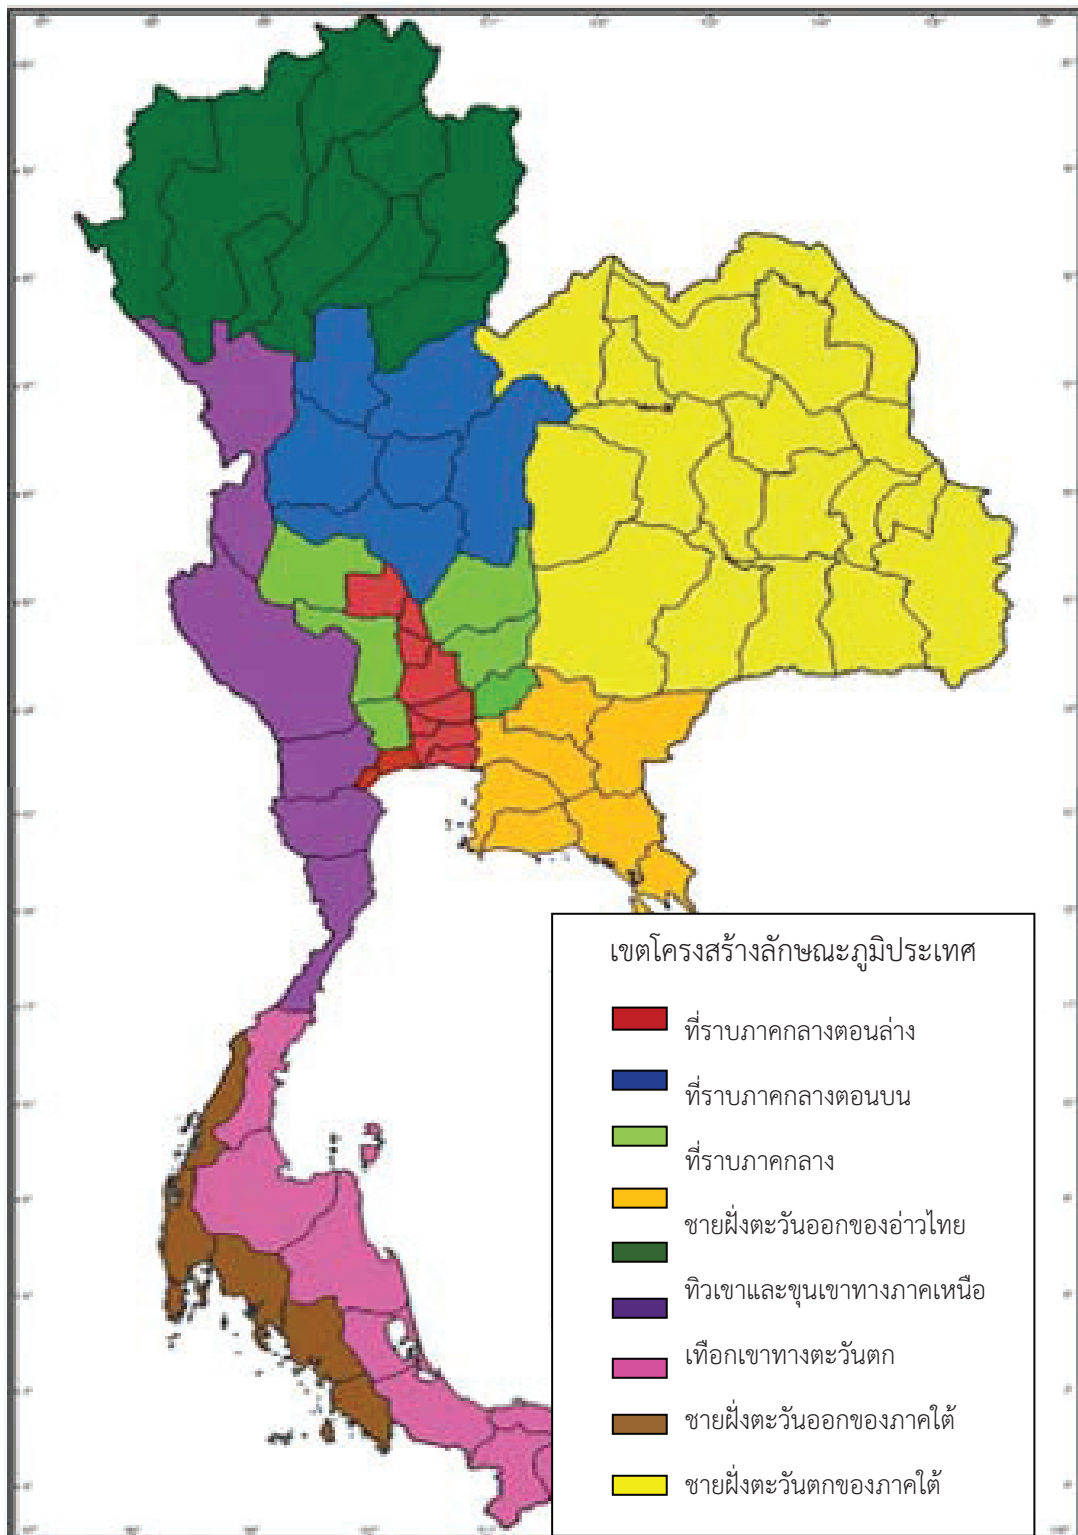 เขตโครงสร้างลักษณะภูมิประเทศ
ที่ราบภาคกลางตอนล่าง
ที่ราบภาคกลางตอนบน
ที่ราบภาคกลาง
ชายฝั่งตะวันออกของอ่าวไทย
ทิวเขาและขุนเขาทางภาคเหนือ
เทือกเขาทางตะวันตก
ชายฝั่งตะวันออกของภาคใต้
ชายฝั่งตะวันตกของภาคใต้